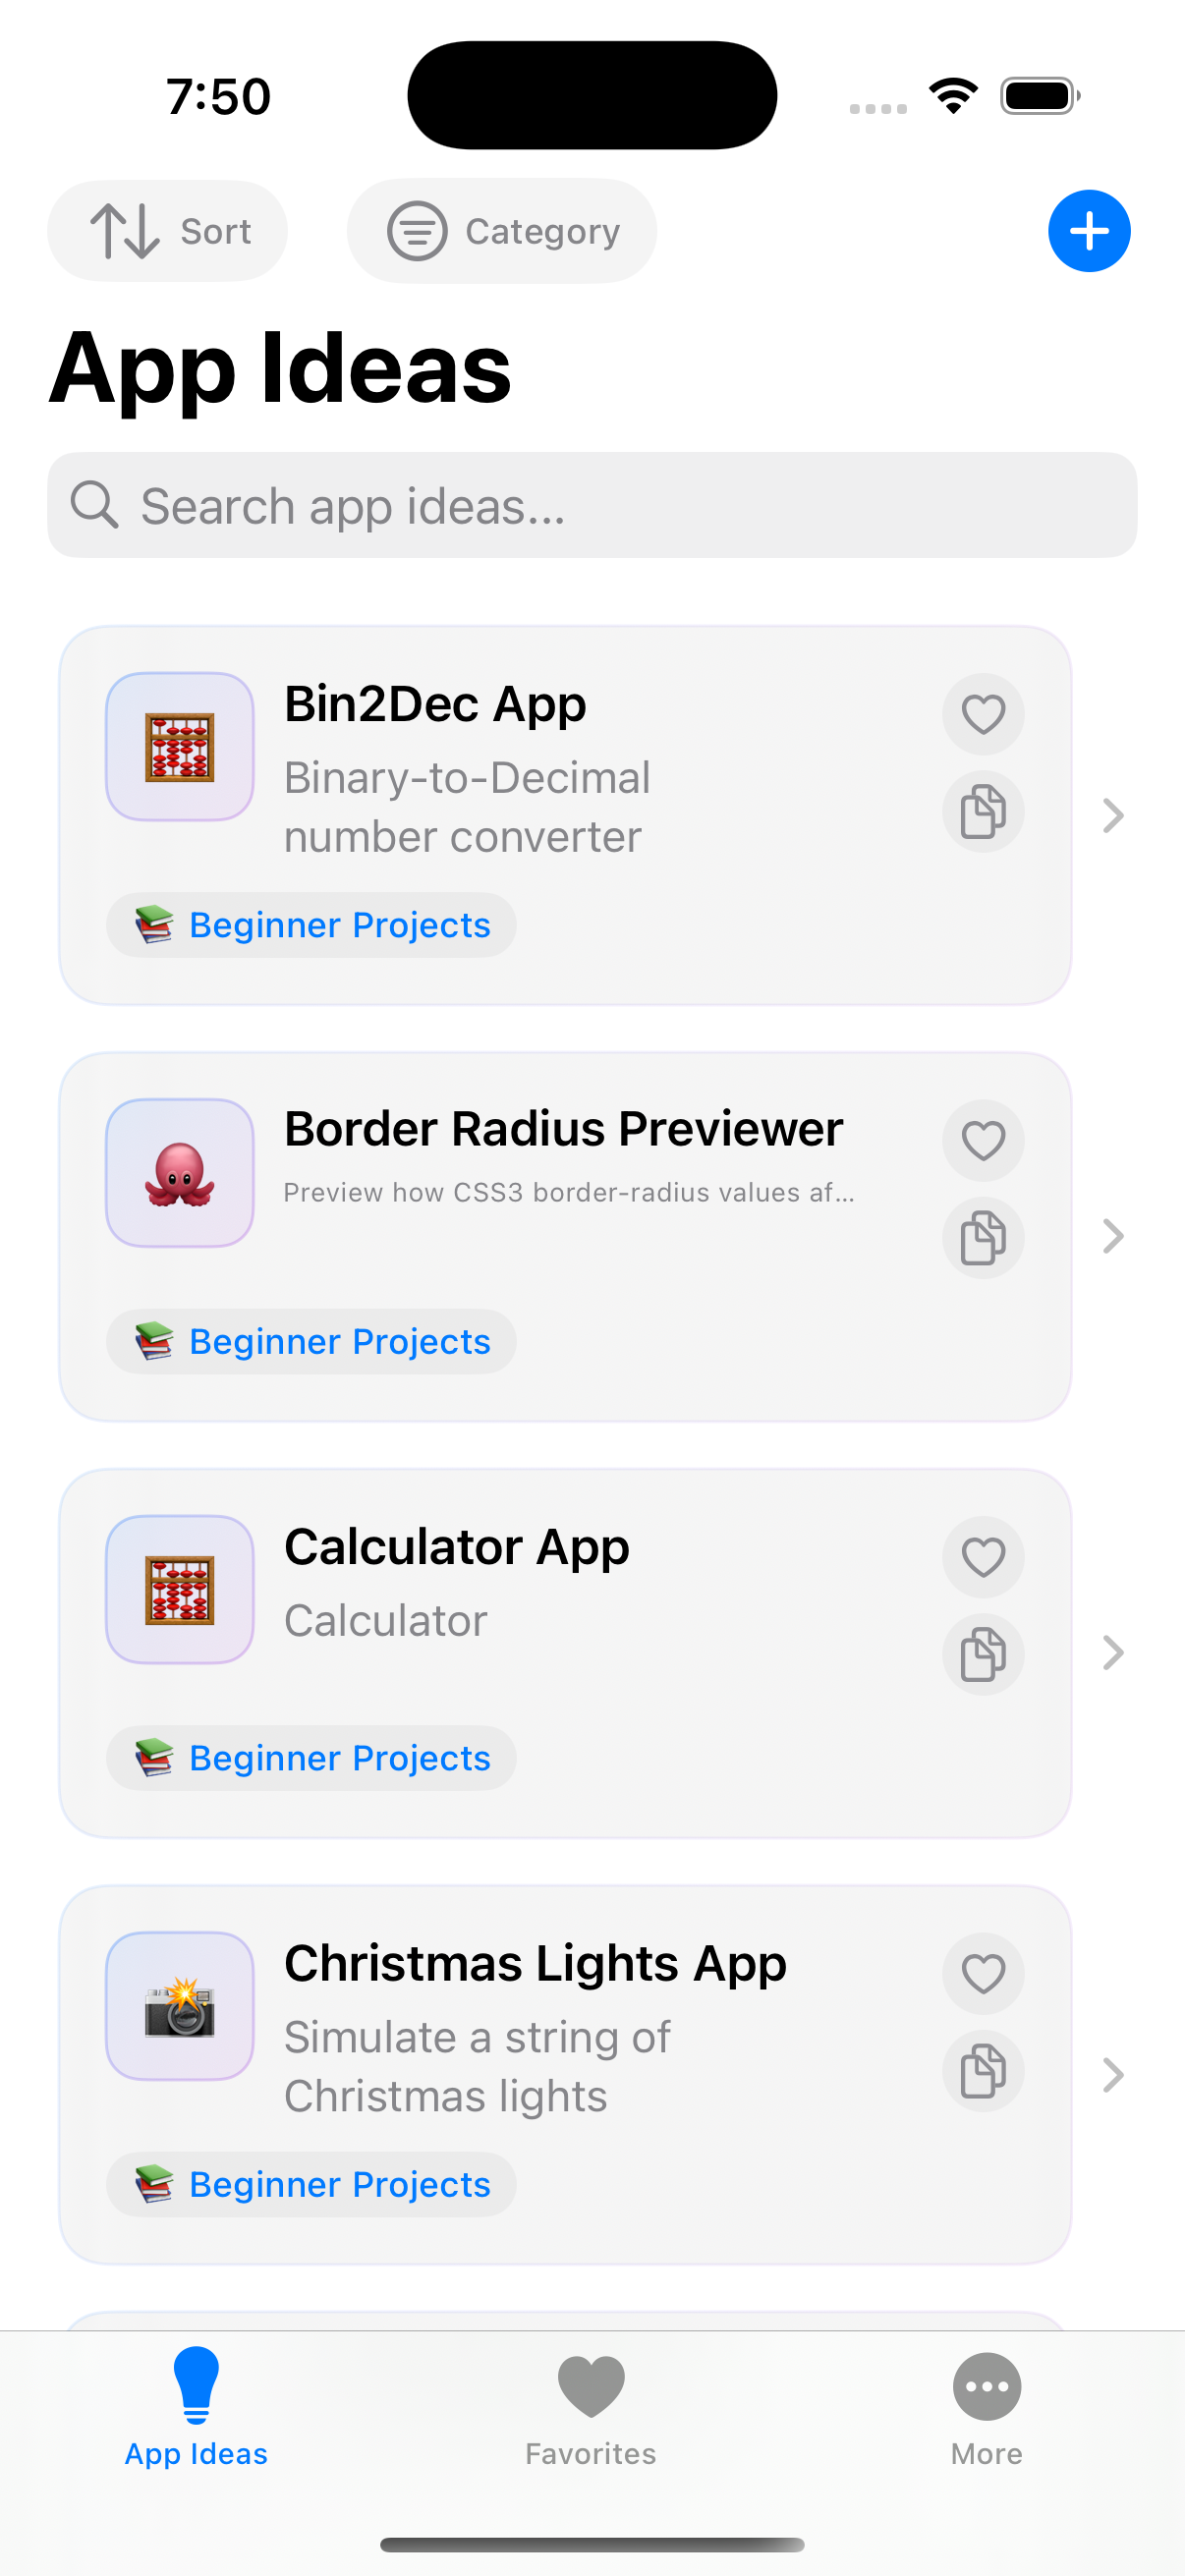 7:50
Sort
Category
App Ideas
Search app ideas...
Bin2Dec App
Binary-to-Decimal
number converter
Beginner Projects
Border Radius Previewer
Preview how CSS3 border-radius values af...
Beginner Projects
Calculator App
Calculator
Beginner Projects
Christmas Lights App
Simulate a string of
Christmas lights
Beginner Projects
App Ideas
Favorites
More